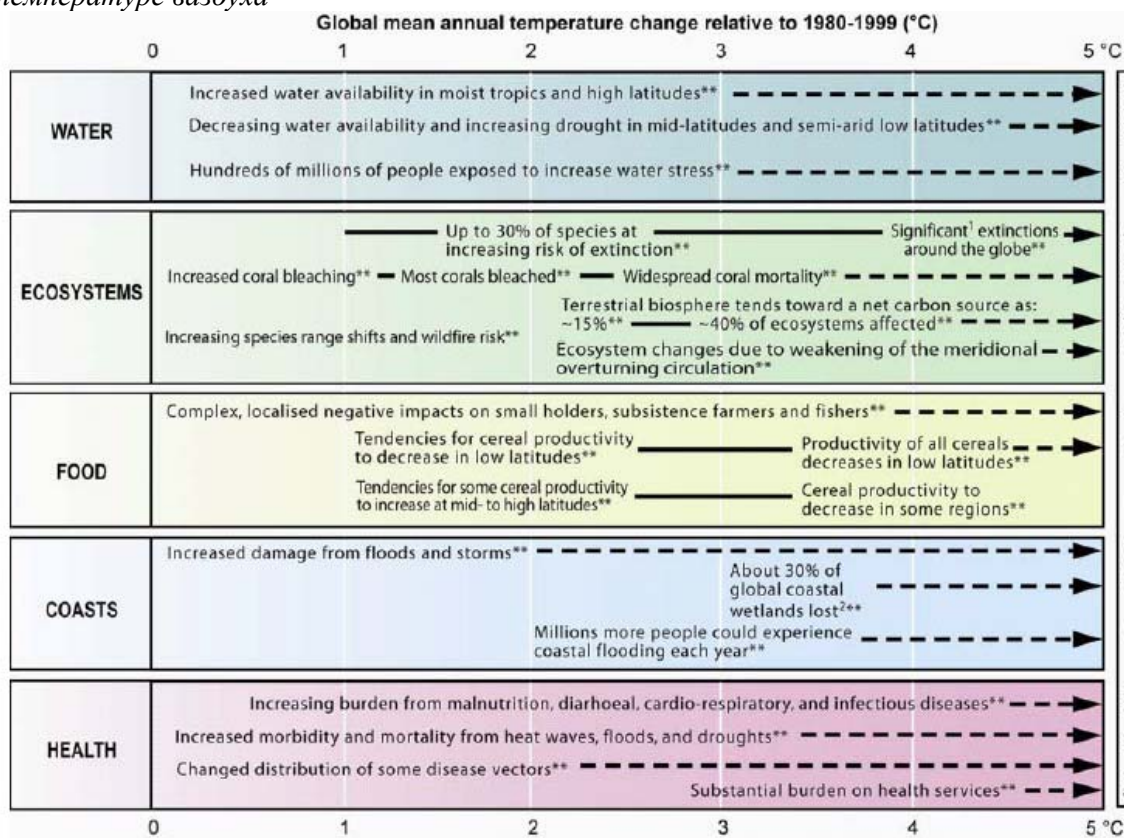 температуре вазоуха
Global mean annual temperature change relative to 1980-1999 (°C)
0 1 2 3 4 5 °C
WATER
Increased water availability in moist tropics and high latitudes**
Decreasing water availability and increasing drought in mid-latitudes and semi-arid low latitudes**
Hundreds of millions of people exposed to increase water stress**
ECOSYSTEMS
Up to 30% of species at
increasing risk of extinction**
Significant¹ extinctions
around the globe**
Increased coral bleaching** Most corals bleached** Widespread coral mortality**
Terrestrial biosphere tends toward a net carbon source as:
~15%** ~40% of ecosystems affected**
Increasing species range shifts and wildfire risk**
Ecosystem changes due to weakening of the meridional
overturning circulation**
FOOD
Complex, localised negative impacts on small holders, subsistence farmers and fishers**
Tendencies for cereal productivity
to decrease in low latitudes**
Productivity of all cereals
decreases in low latitudes**
Tendencies for some cereal productivity
to increase at mid- to high latitudes**
Cereal productivity to
decrease in some regions**
COASTS
Increased damage from floods and storms**
About 30% of
global coastal
wetlands lost²**
Millions more people could experience
coastal flooding each year**
HEALTH
Increasing burden from malnutrition, diarhoeal, cardio-respiratory, and infectious diseases**
Increased morbidity and mortality from heat waves, floods, and droughts**
Changed distribution of some disease vectors**
Substantial burden on health services**
0 1 2 3 4 5 °C